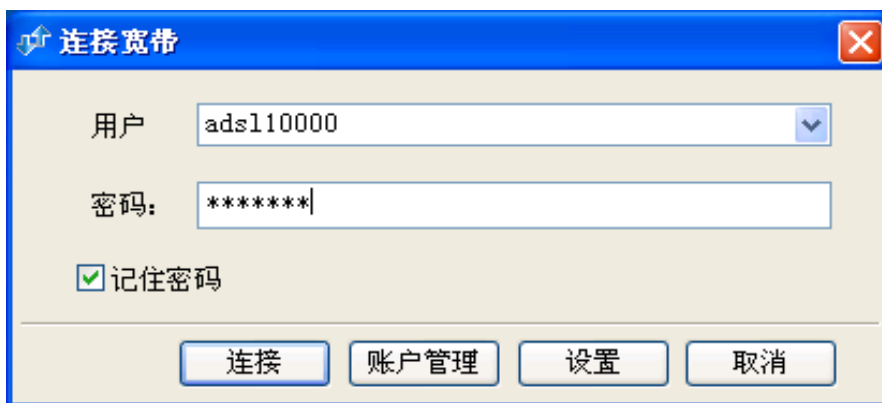 连接宽带
用户 adsl10000
密码： *******
记住密码
连接 账户管理 设置 取消